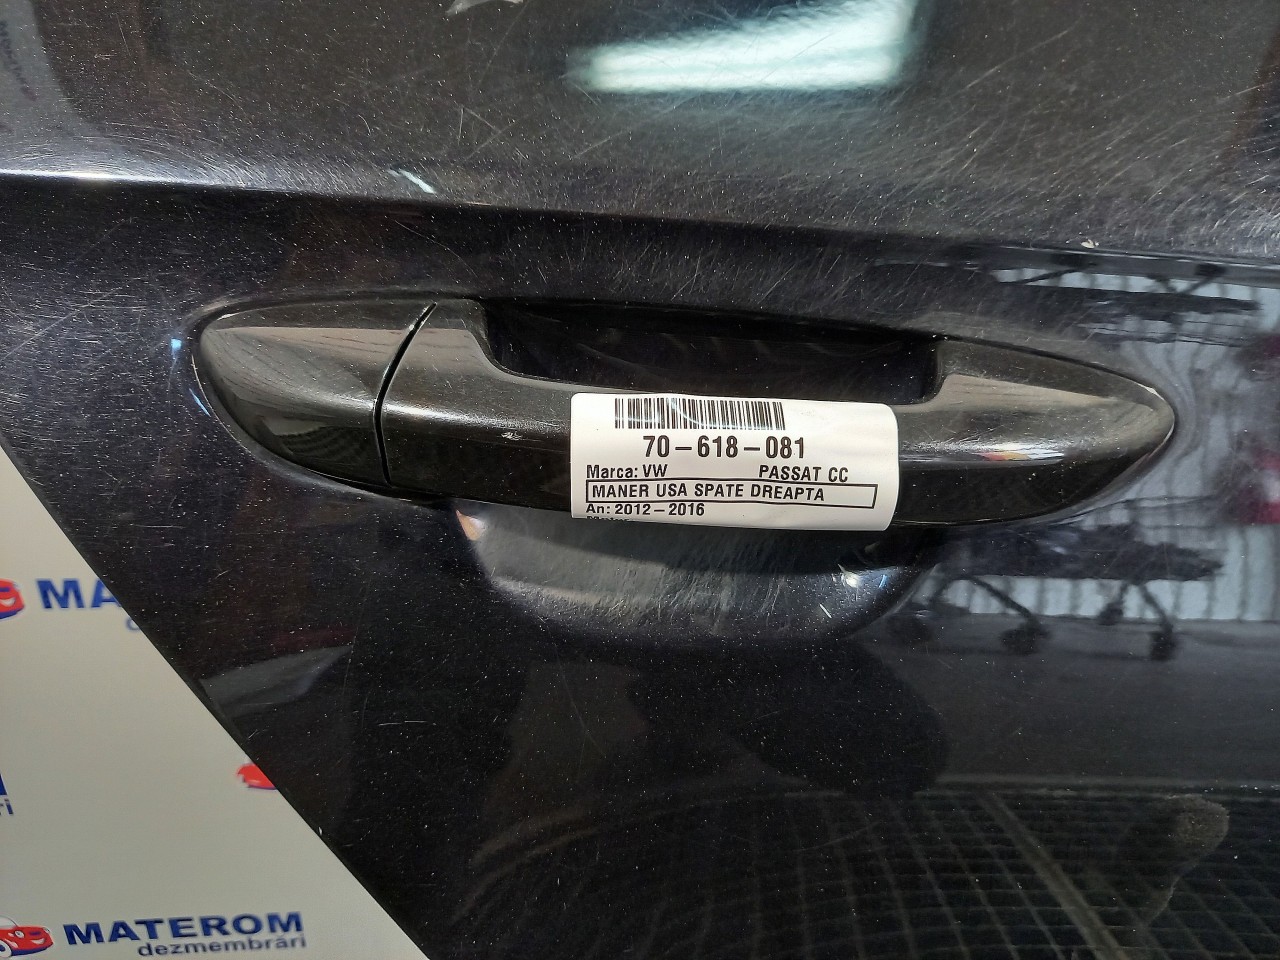 70-618-081
Marca: VW PASSAT CC
MANER USA SPATE DREAPTA
An: 2012-2016
MA
MATEROM
dezmembrări